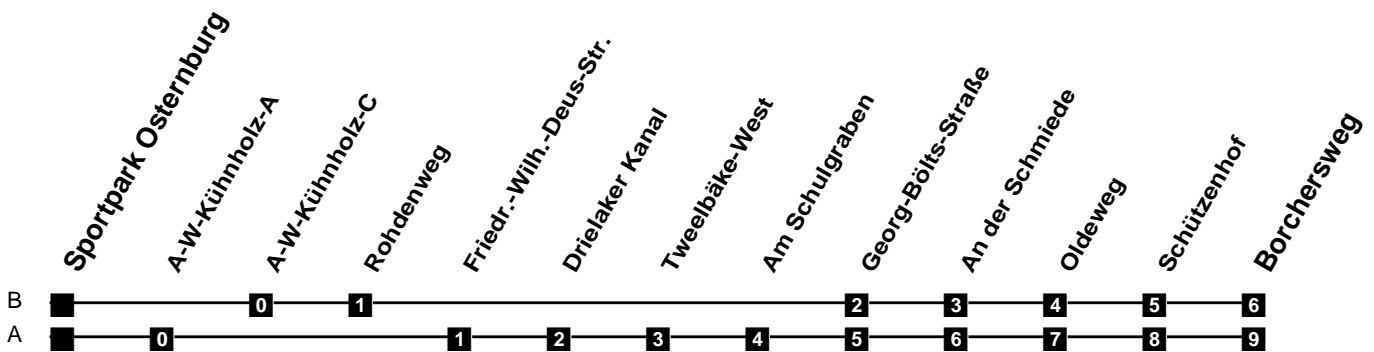 Sportpark Osternburg
A-W-Kühnholz-A
A-W-Kühnholz-C
Rohdenweg
Friedr.-Wilh.-Deus-Str.
Drielaker Kanal
Tweelbäke-West
Am Schulgraben
Georg-Bölts-Straße
An der Schmiede
Oldeweg
Schützenhof
Borchersweg
B 0 1 2 3 4 5 6
A 0 1 2 3 4 5 6 7 8 9